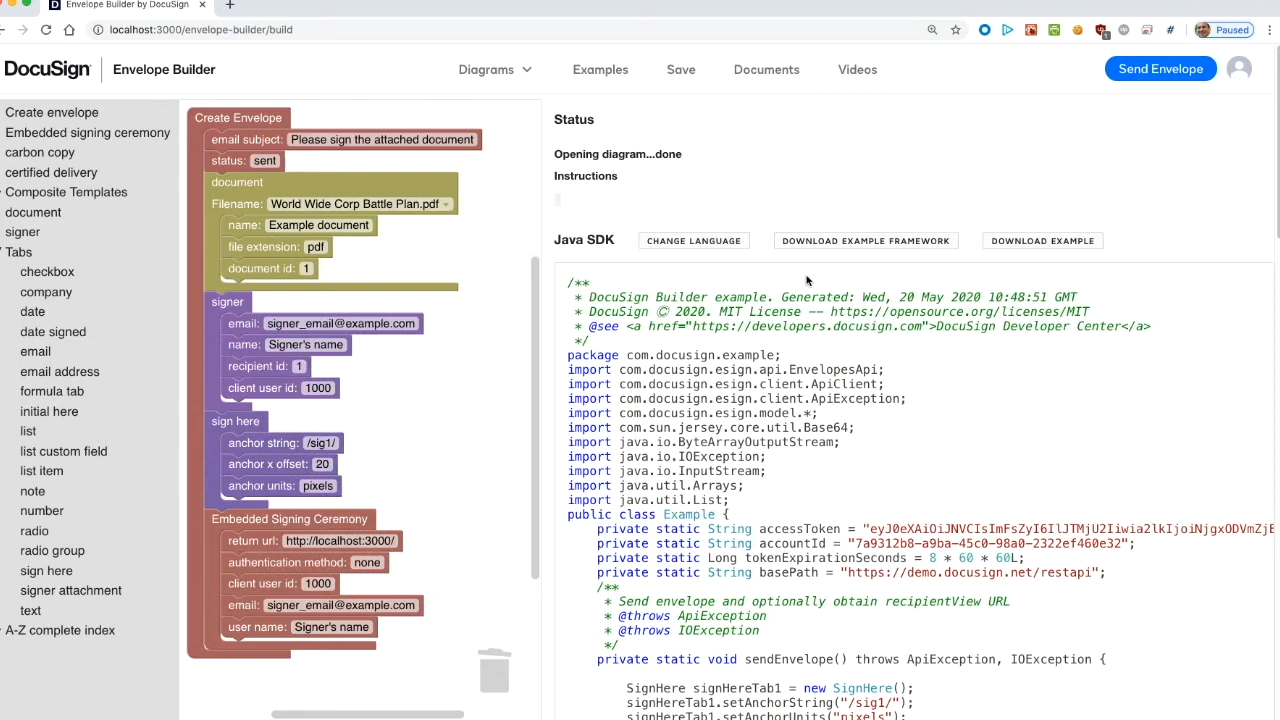 Envelope Builder by DocuSign
localhost:3000/envelope-builder/build
Paused
DocuSign
Envelope Builder
Diagrams
Examples
Save
Documents
Videos
Send Envelope
Create envelope
Embedded signing ceremony
carbon copy
certified delivery
Composite Templates
document
signer
Tabs
checkbox
company
date
date signed
email
email address
formula tab
initial here
list
list custom field
list item
note
number
radio
radio group
sign here
signer attachment
text
A-Z complete index
Create Envelope
email subject: Please sign the attached document
status: sent
document
Filename: World Wide Corp Battle Plan.pdf
name: Example document
file extension: pdf
document id: 1
signer
email: signer_email@example.com
name: Signer's name
recipient id: 1
client user id: 1000
sign here
anchor string: /sig1/
anchor x offset: 20
anchor units: pixels
Embedded Signing Ceremony
return url: http://localhost:3000/
authentication method: none
client user id: 1000
email: signer_email@example.com
user name: Signer's name
Status
Opening diagram...done
Instructions
Java SDK
CHANGE LANGUAGE
DOWNLOAD EXAMPLE FRAMEWORK
DOWNLOAD EXAMPLE
/**
* DocuSign Builder example. Generated: Wed, 20 May 2020 10:48:51 GMT
* DocuSign Ⓒ 2020. MIT License -- https://opensource.org/licenses/MIT
* @see <a href="https://developers.docusign.com">DocuSign Developer Center</a>
*/
package com.docusign.example;
import com.docusign.esign.api.EnvelopesApi;
import com.docusign.esign.client.ApiClient;
import com.docusign.esign.client.ApiException;
import com.docusign.esign.model.*;
import com.sun.jersey.core.util.Base64;
import java.io.ByteArrayOutputStream;
import java.io.IOException;
import java.io.InputStream;
import java.util.Arrays;
import java.util.List;
public class Example {
private static String accessToken = "eyJ0eXAiOiJNVCIsImFsZyI6IlJTMjU2Iiwia2lkIjoiNjgxODVmZjE
private static String accountId = "7a9312b8-a9ba-45c0-98a0-2322ef460e32";
private static Long tokenExpirationSeconds = 8 * 60 * 60L;
private static String basePath = "https://demo.docusign.net/restapi";
/**
* Send envelope and optionally obtain recipientView URL
* @throws ApiException
* @throws IOException
*/
private static void sendEnvelope() throws ApiException, IOException {
SignHere signHereTab1 = new SignHere();
signHereTab1.setAnchorString("/sig1/");
signHereTab1.setAnchorUnits("pixels");